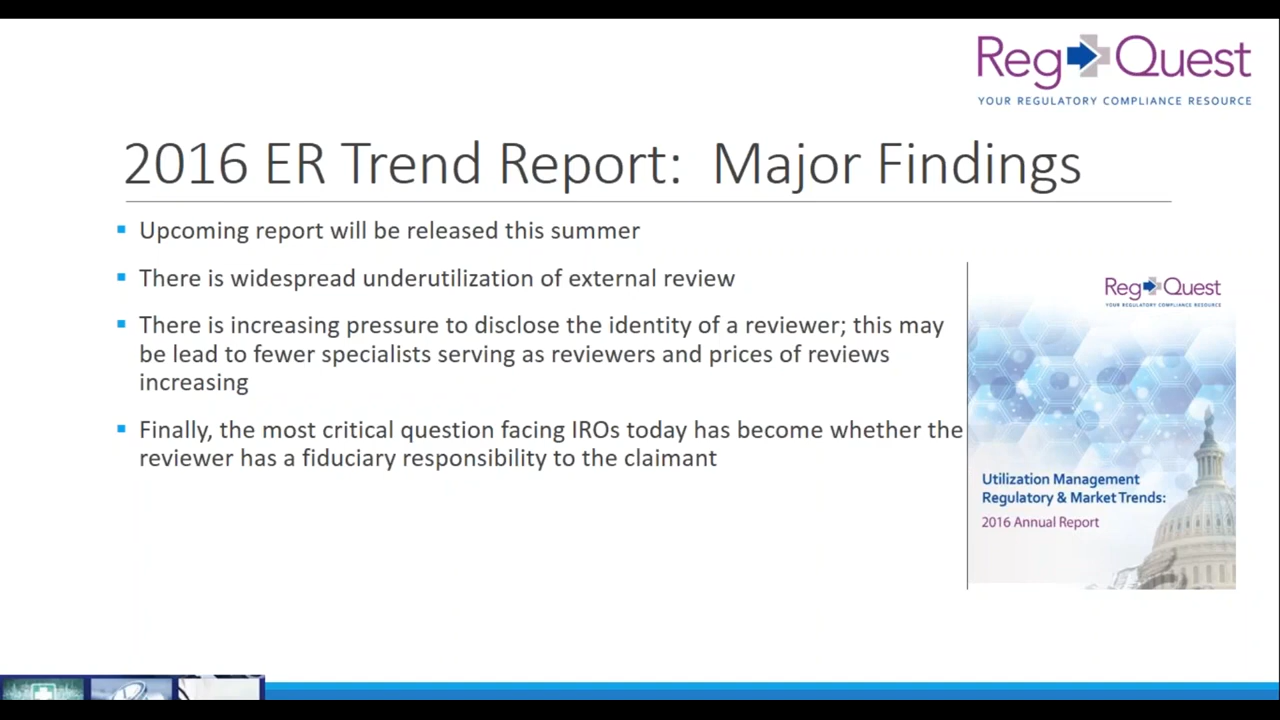 Reg Quest
YOUR REGULATORY COMPLIANCE RESOURCE
2016 ER Trend Report: Major Findings
Upcoming report will be released this summer
There is widespread underutilization of external review
There is increasing pressure to disclose the identity of a reviewer; this may
be lead to fewer specialists serving as reviewers and prices of reviews
increasing
Finally, the most critical question facing IROs today has become whether the
reviewer has a fiduciary responsibility to the claimant
Reg Quest
YOUR REGULATORY COMPLIANCE RESOURCE
Utilization Management
Regulatory & Market Trends:
2016 Annual Report